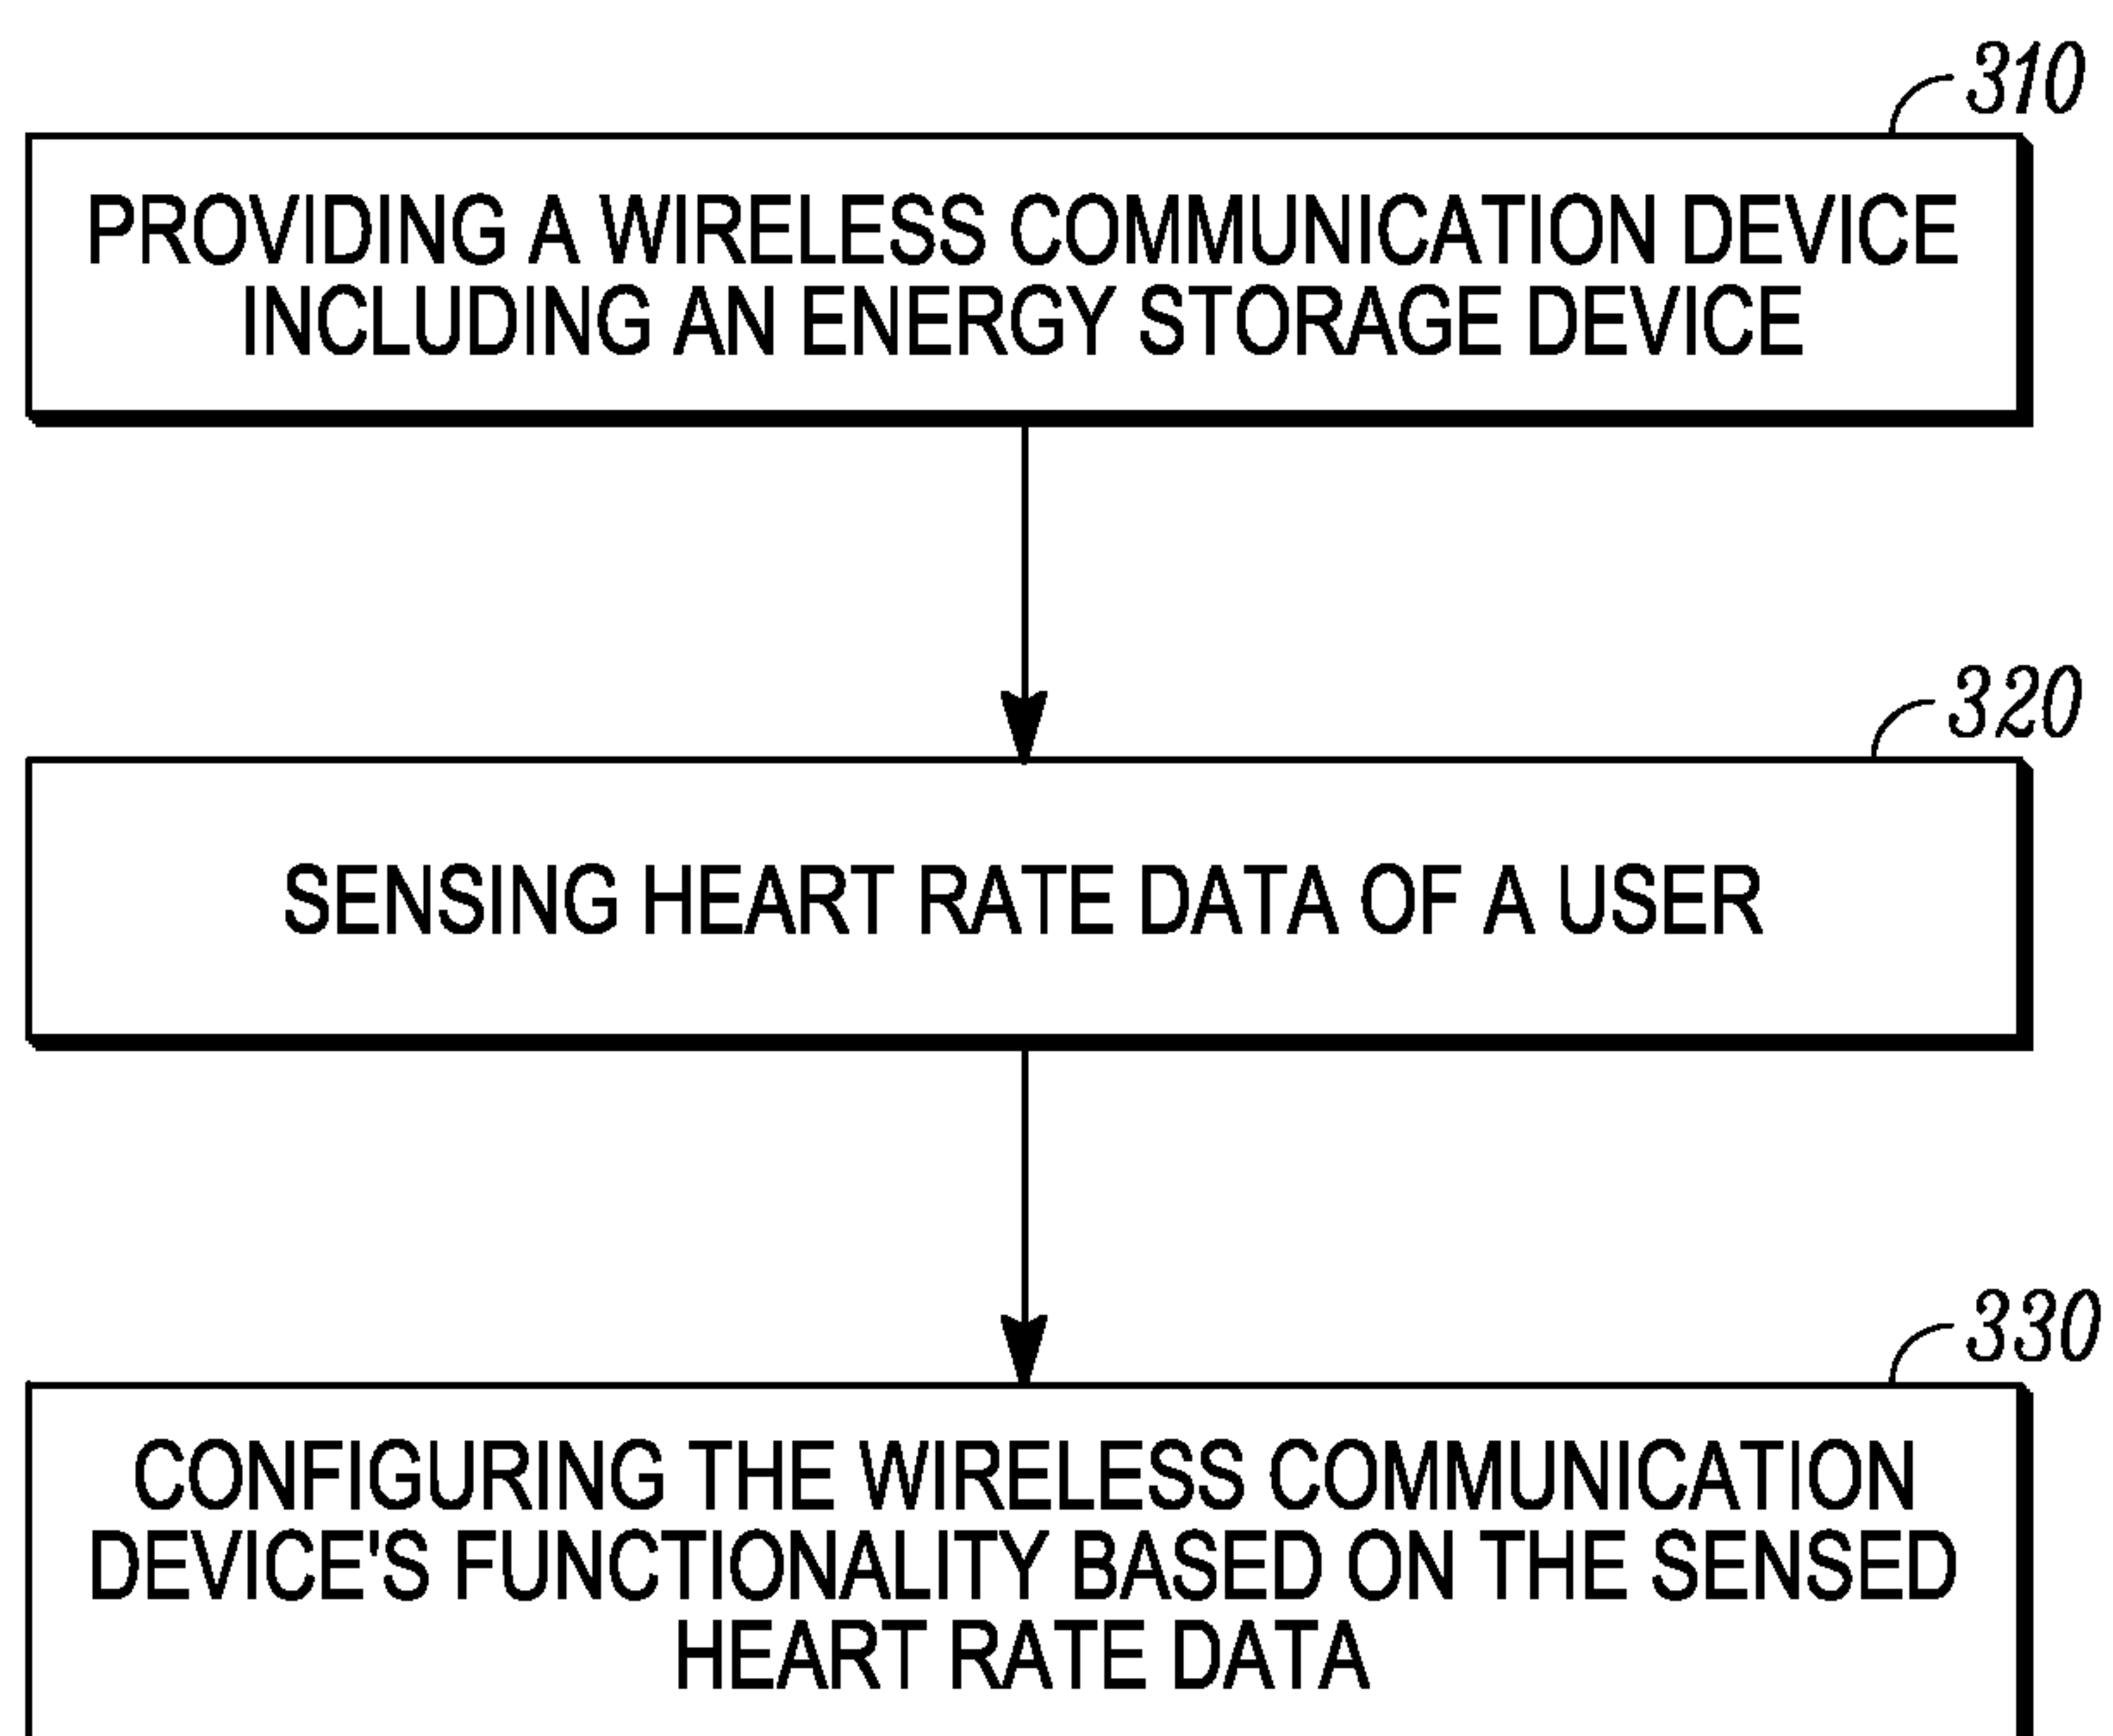 310
PROVIDING A WIRELESS COMMUNICATION DEVICE
INCLUDING AN ENERGY STORAGE DEVICE
320
SENSING HEART RATE DATA OF A USER
330
CONFIGURING THE WIRELESS COMMUNICATION
DEVICE'S FUNCTIONALITY BASED ON THE SENSED
HEART RATE DATA